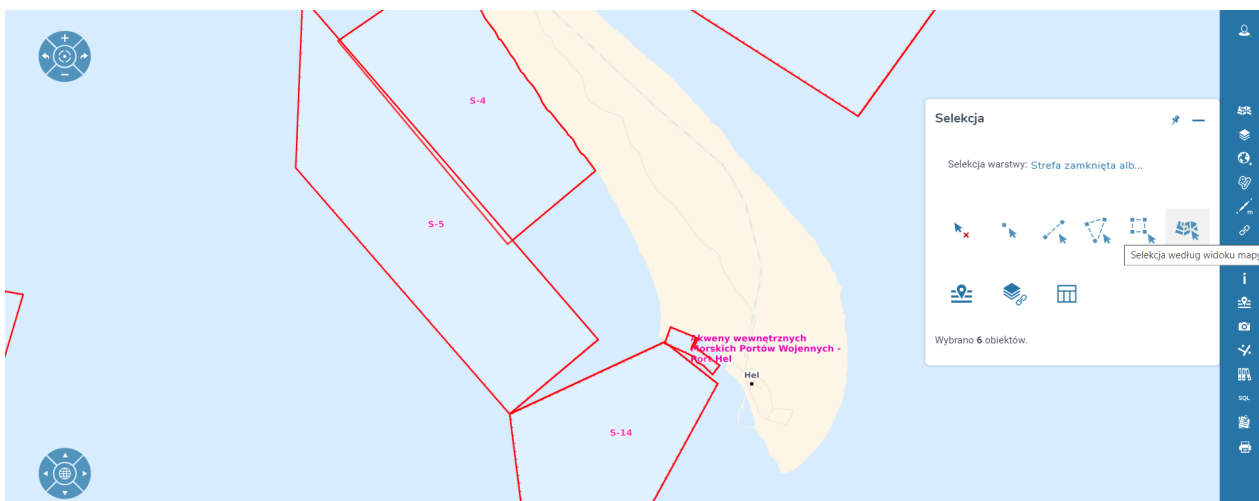 S-4
Selekcja
Selekcja warstwy: Strefa zamknięta alb...
m
S-5
Selekcja według widoku mapy
i
Akweny wewnętrznych
Morskich Portów Wojennych -
Port Hel
Wybrano 6 obiektów.
Hel
SQL
S-14